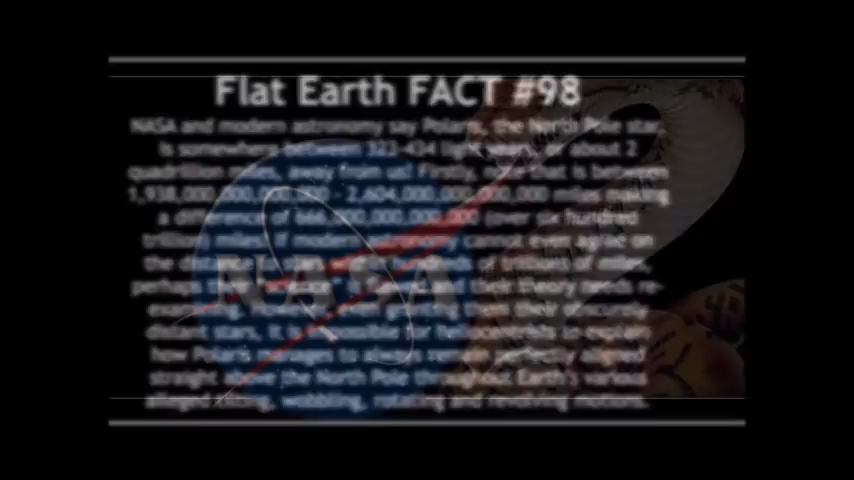 Flat Earth FACT #98
NASA and modern astronomy say Polaris, the North Pole star,
is somewhere between 323-434 light years, or about 2
quadrillion miles, away from us! Firstly, note that is between
1,938,000,000,000,000 - 2,604,000,000,000,000 miles making
a difference of 666,000,000,000,000 (over six hundred
trillion) miles! If modern astronomy cannot even agree on
the distance to stars within hundreds of trillions of miles,
perhaps their "science" is and their theory needs re-
examining. However, even granting them their obscurely
distant stars, it is impossible for heliocentrists to explain
how Polaris manages to always remain perfectly aligned
straight above the North Pole throughout Earth's various
alleged tilting, wobbling, rotating and revolving motions.
NASA